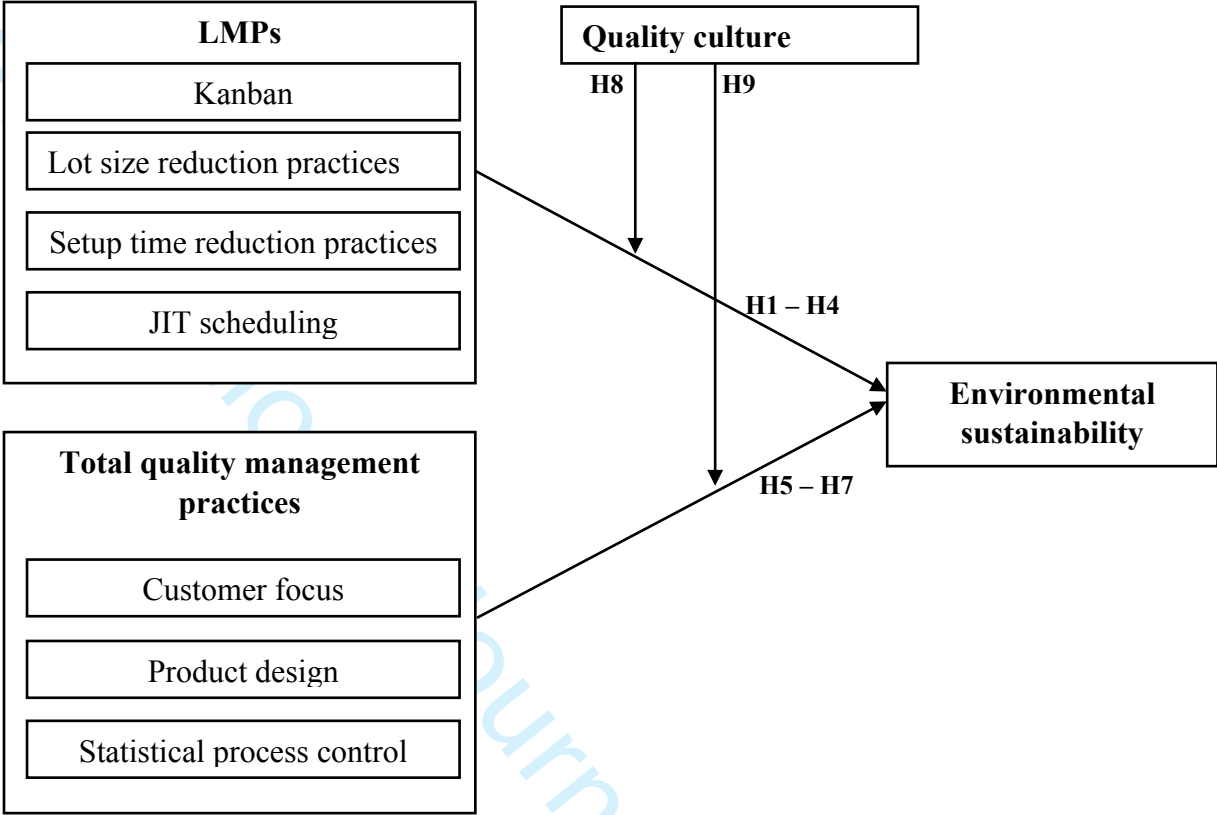 LMPs
Kanban
Lot size reduction practices
Setup time reduction practices
JIT scheduling
Quality culture
H8
H9
H1 – H4
Environmental
sustainability
Total quality management
practices
Customer focus
Product design
Statistical process control
H5 – H7